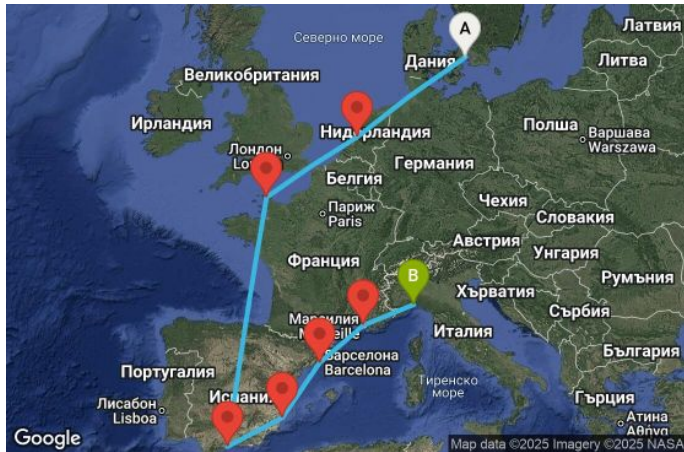 A
Латвия
Северно море
Дания
Литва
Великобритания
Нидерландия
Ирландия
Полша
Варшава
Warszawa
Лондон
Германия
Белгия
Чехия
Париж
Paris
Словакия
Австрия
Унгария
Франция
B
Румъния
Хърватия
Марсилия
Сърбия
Италия
Барселона
Barcelona
България
Португалия
Тиренско
море
Испания
Гърция
Лисабон
Lisboa
Атина
Αθήνα
Google
Map data ©2025 Imagery ©2025 NASA